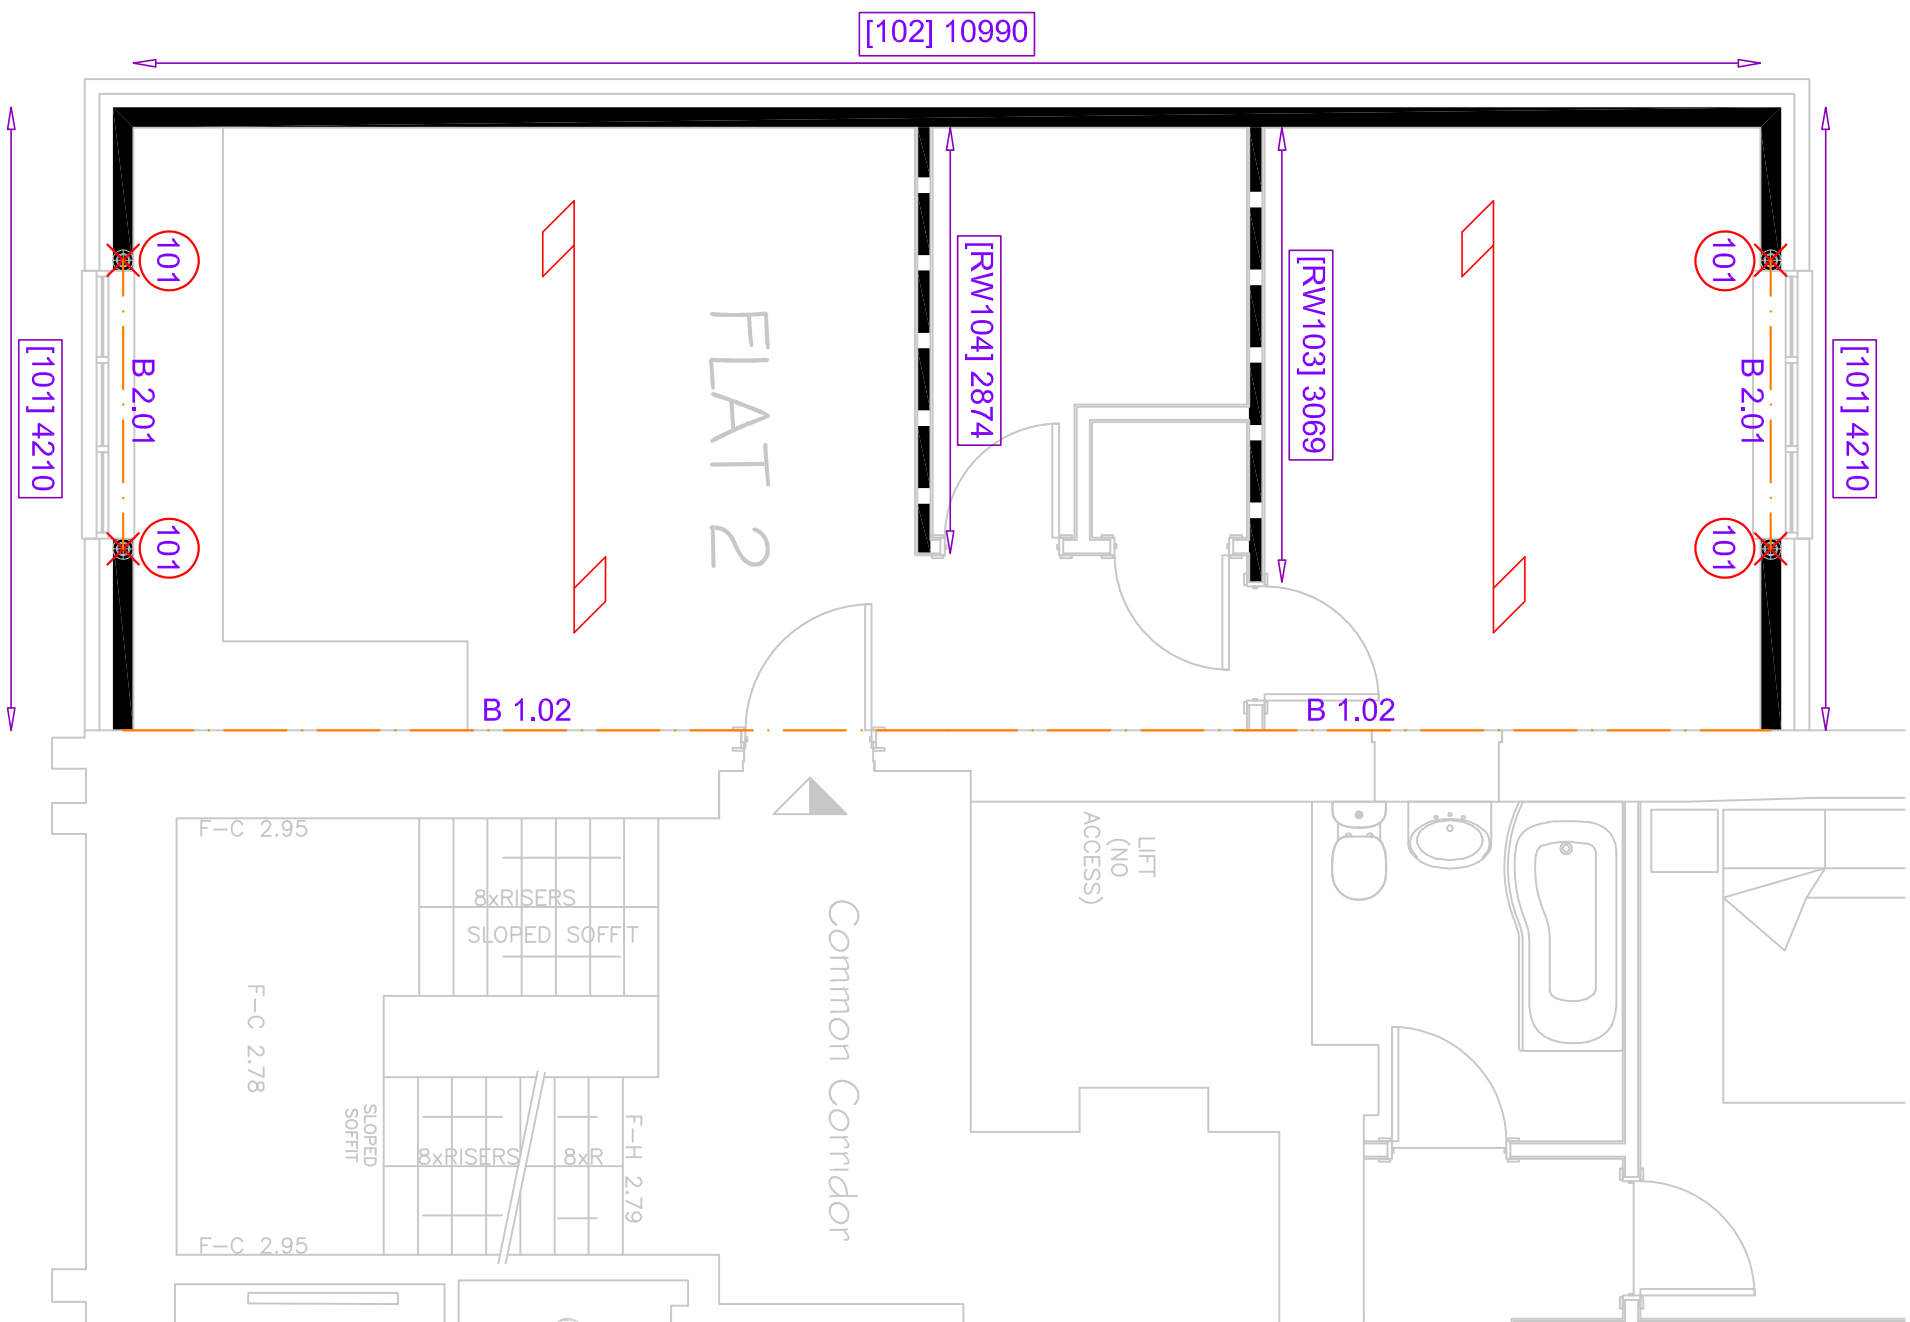 [102] 10990
101
101
[RW104] 2874
[RW103] 3069
FLAT 2
[101] 4210
B 2.01
B 2.01
[101] 4210
101
101
B 1.02
B 1.02
F-C 2.95
LIFT
(NO
ACCESS)
8xRISERS
SLOPED SOFFIT
Common Corridor
F-C 2.78
SLOPED
SOFFIT
8xRISERS
8xR
F-H 2.79
F-C 2.95